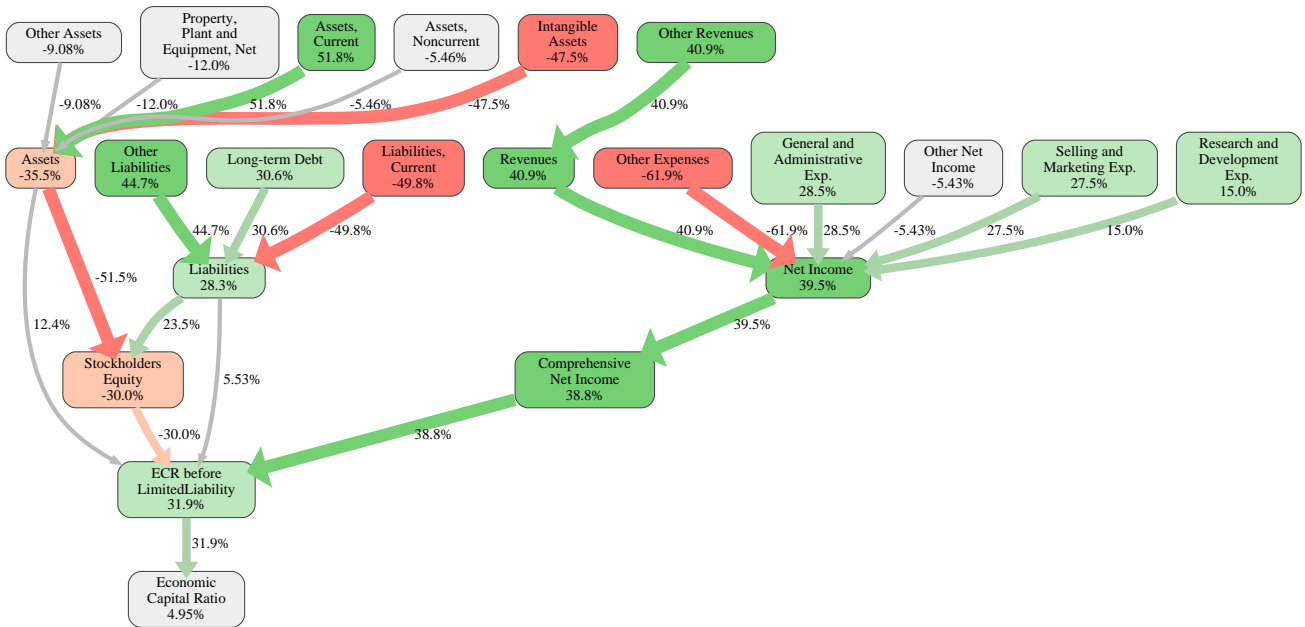 Other Assets
-9.08%
Property,
Plant and
Equipment, Net
-12.0%
Assets,
Current
51.8%
Assets,
Noncurrent
-5.46%
Intangible
Assets
-47.5%
Other Revenues
40.9%
-9.08%
-12.0%
51.8%
-5.46%
-47.5%
40.9%
Assets
-35.5%
Other
Liabilities
44.7%
Long-term Debt
30.6%
Liabilities,
Current
-49.8%
Revenues
40.9%
Other Expenses
-61.9%
General and
Administrative
Exp.
28.5%
Other Net
Income
-5.43%
Selling and
Marketing Exp.
27.5%
Research and
Development
Exp.
15.0%
44.7%
30.6%
-49.8%
40.9%
-61.9%
28.5%
-5.43%
27.5%
15.0%
-51.5%
Liabilities
28.3%
Net Income
39.5%
12.4%
23.5%
39.5%
Stockholders
Equity
-30.0%
5.53%
Comprehensive
Net Income
38.8%
-30.0%
38.8%
ECR before
LimitedLiability
31.9%
31.9%
Economic
Capital Ratio
4.95%